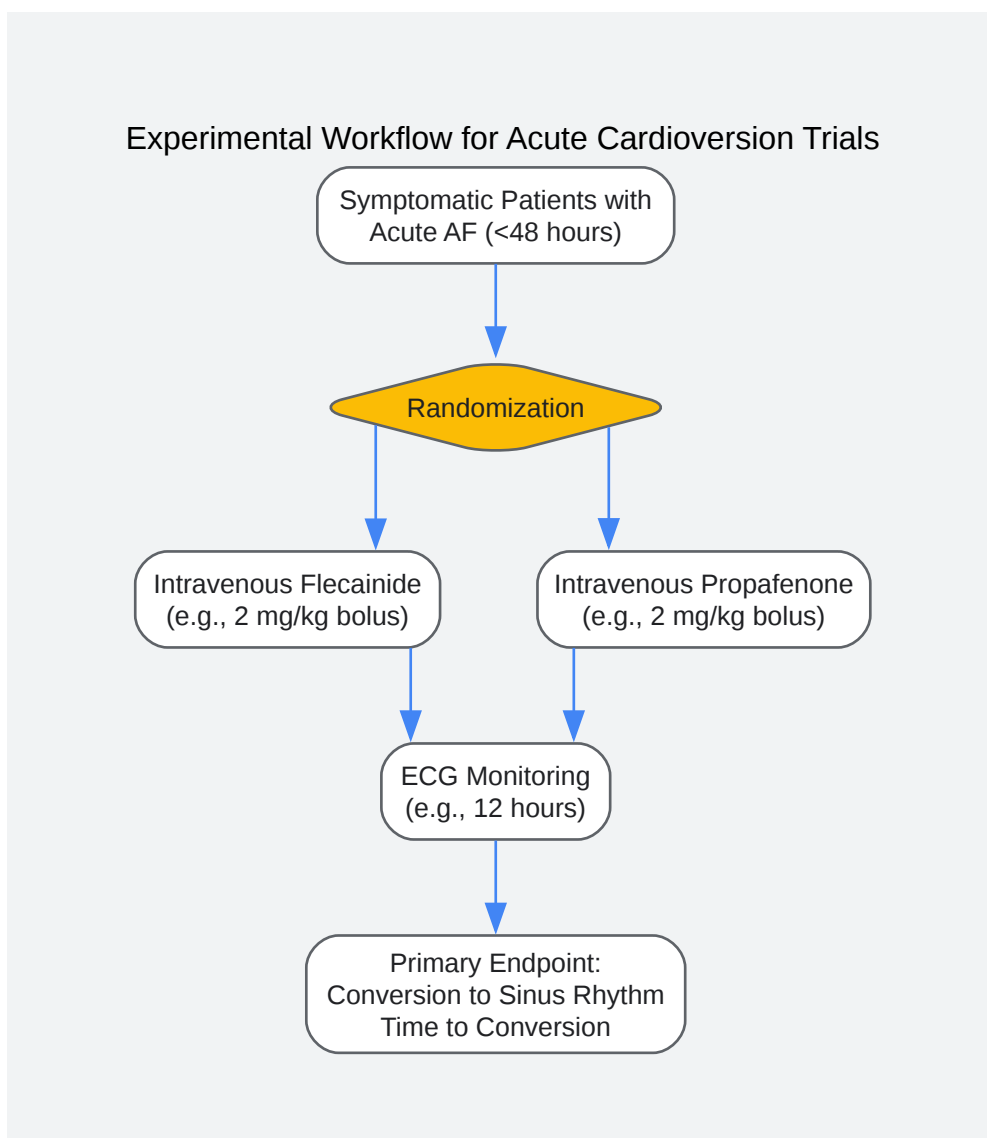 Experimental Workflow for Acute Cardioversion Trials
Symptomatic Patients with
Acute AF (<48 hours)
Randomization
Intravenous Flecainide
(e.g., 2 mg/kg bolus)
Intravenous Propafenone
(e.g., 2 mg/kg bolus)
ECG Monitoring
(e.g., 12 hours)
Primary Endpoint:
Conversion to Sinus Rhythm
Time to Conversion